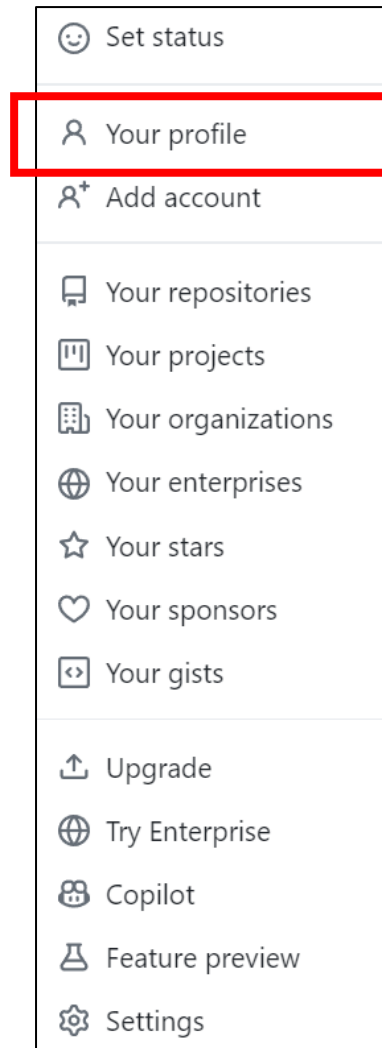 Set status
Your profile
Add account
Your repositories
Your projects
Your organizations
Your enterprises
Your stars
Your sponsors
Your gists
Upgrade
Try Enterprise
Copilot
Feature preview
Settings